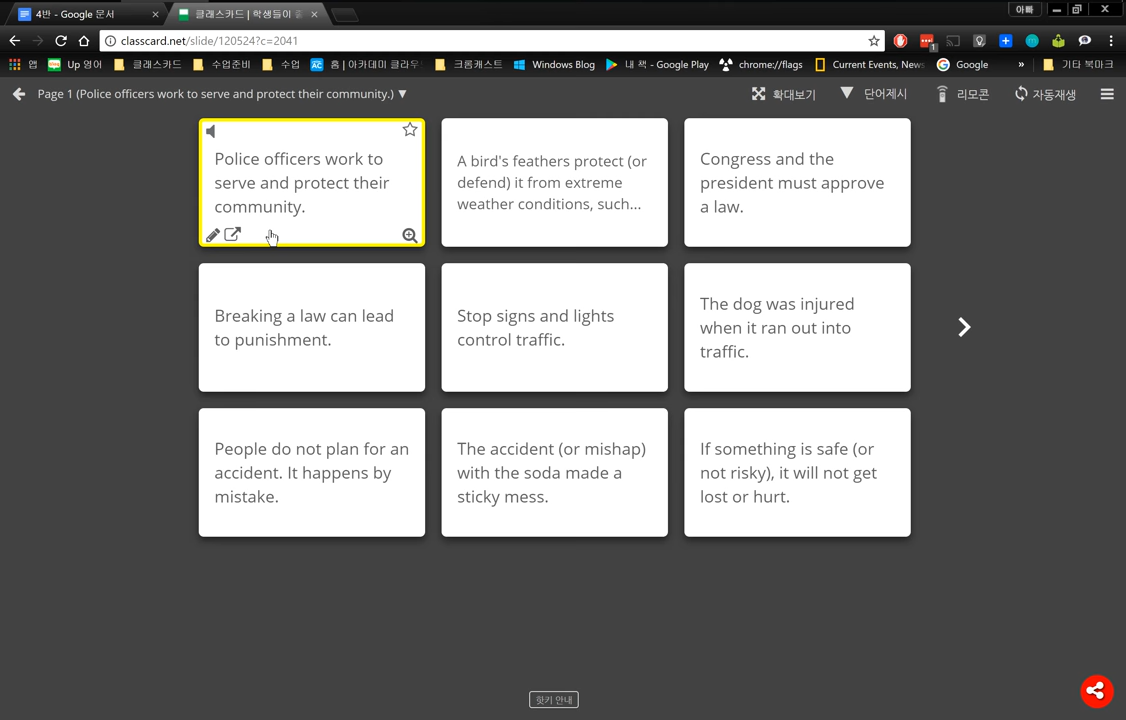 4반 - Google 문서
클래스카드 | 학생들이 좋
아빠
classcard.net/slide/120524?c=2041
1
앱
Up 영어
클래스카드
수업준비
수업
홈 | 아카데미 클라우
크롬캐스트
Windows Blog
내 책 - Google Play
chrome://flags
Current Events, News
Google
»
기타 북마크
Page 1 (Police officers work to serve and protect their community.) ▼
확대보기
단어제시
리모콘
자동재생
Police officers work to
serve and protect their
community.
A bird's feathers protect (or
defend) it from extreme
weather conditions, such...
Congress and the
president must approve
a law.
Breaking a law can lead
to punishment.
Stop signs and lights
control traffic.
The dog was injured
when it ran out into
traffic.
People do not plan for an
accident. It happens by
mistake.
The accident (or mishap)
with the soda made a
sticky mess.
If something is safe (or
not risky), it will not get
lost or hurt.
핫키 안내